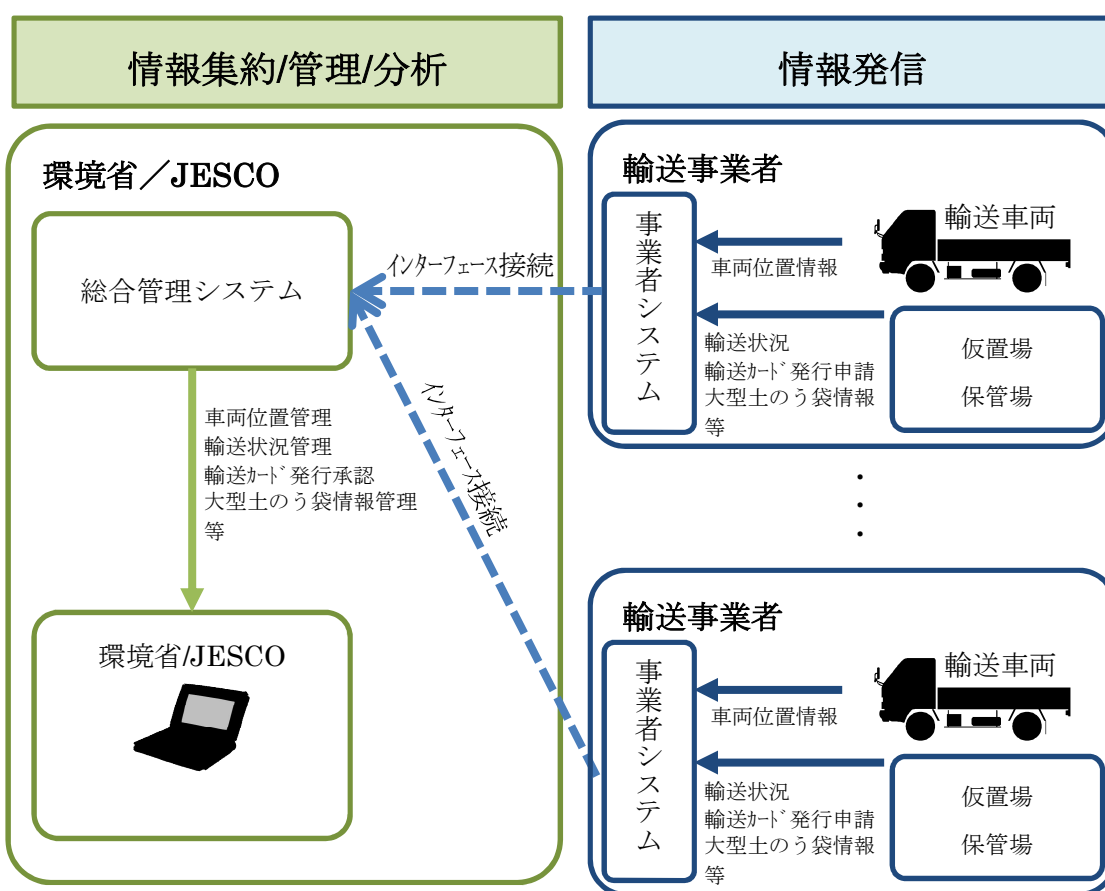 情報集約/管理/分析
情報発信
環境省／JESCO
総合管理システム
車両位置管理
輸送状況管理
輸送ｶｰﾄﾞ発行承認
大型土のう袋情報管理
等
環境省/JESCO
ｲﾝﾀｰﾌｪｰｽ接続
ｲﾝﾀｰﾌｪｰｽ接続
輸送事業者
事業者システム
輸送車両
車両位置情報
輸送状況
輸送ｶｰﾄﾞ発行申請
大型土のう袋情報
等
仮置場
保管場
・
・
・
輸送事業者
事業者システム
輸送車両
車両位置情報
輸送状況
輸送ｶｰﾄﾞ発行申請
大型土のう袋情報
等
仮置場
保管場